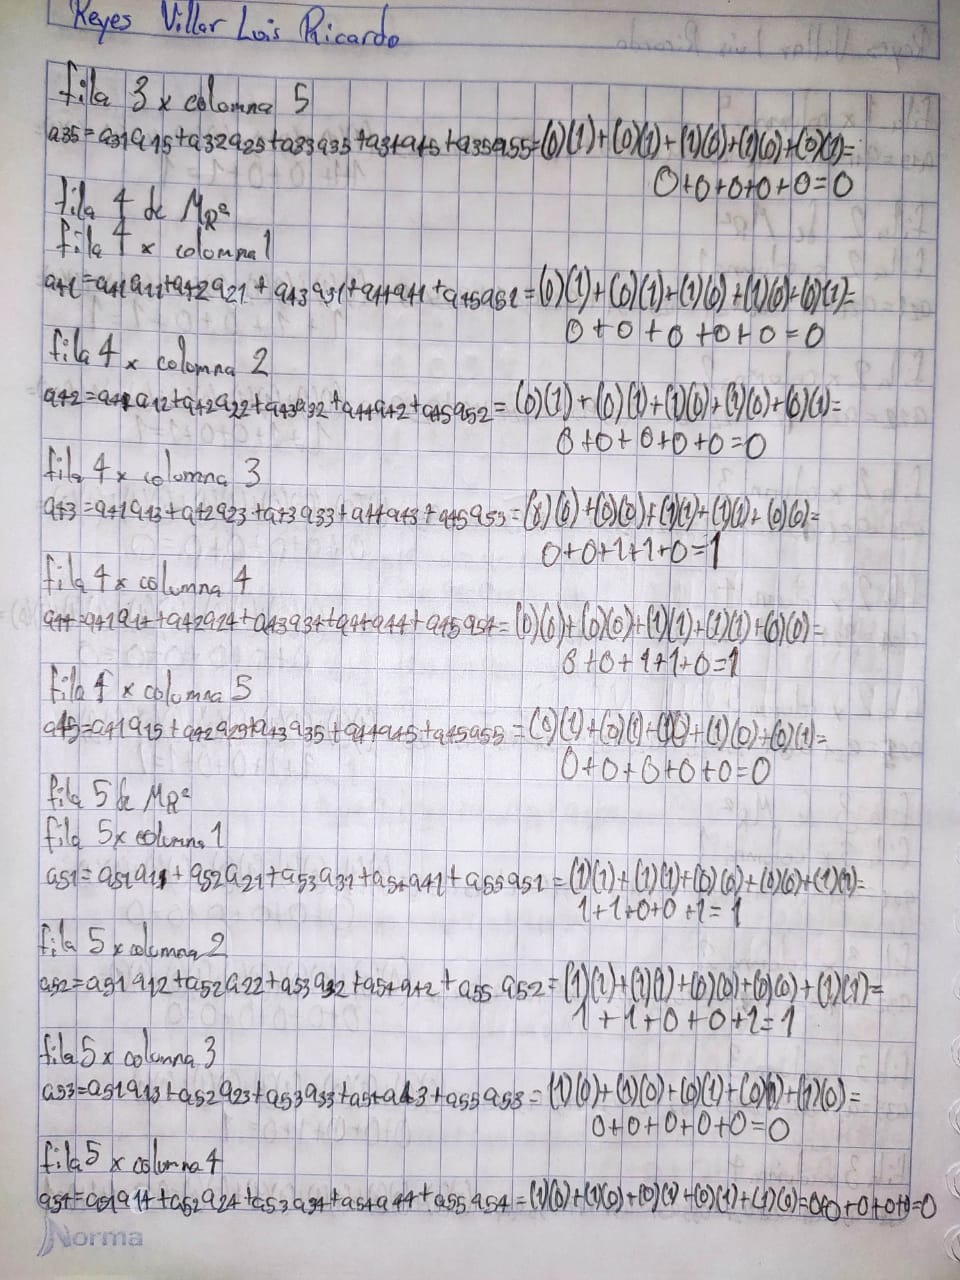 Reyes Villar Luis Ricardo
fila 3 x columna 5
a35=a31a15+a32a25+a33a35+a34a45+a35a55=(0)(1)+(0)(1)+(1)(0)+(1)(0)+(0)(1)=
0+0+0+0+0=0
fila 4 de MR²
fila 4 x columna 1
a41=a41a11+a42a21+a43a31+a44a41+a45a51=(0)(1)+(0)(1)+(1)(0)+(1)(0)+(0)(1)=
0+0+0+0+0=0
fila 4 x columna 2
a42=a41a12+a42a22+a43a32+a44a42+a45a52=(0)(1)+(0)(1)+(1)(0)+(1)(0)+(0)(1)=
0+0+0+0+0=0
fila 4 x columna 3
a43=a41a13+a42a23+a43a33+a44a43+a45a53=(0)(0)+(0)(0)+(1)(1)+(1)(1)+(0)(0)=
0+0+1+1+0=1
fila 4 x columna 4
a44=a41a14+a42a24+a43a34+a44a44+a45a54=(0)(0)+(0)(0)+(1)(1)+(1)(1)+(0)(0)=
0+0+1+1+0=1
fila 4 x columna 5
a45=a41a15+a42a25+a43a35+a44a45+a45a55=(0)(1)+(0)(1)+(1)(0)+(1)(0)+(0)(1)=
0+0+0+0+0=0
fila 5 de MR²
fila 5x columna 1
a51=a51a11+a52a21+a53a31+a54a41+a55a51=(1)(1)+(1)(1)+(0)(0)+(0)(0)+(1)(1)=
1+1+0+0+1=1
fila 5 x columna 2
a52=a51a12+a52a22+a53a32+a54a42+a55a52=(1)(1)+(1)(1)+(0)(0)+(0)(0)+(1)(1)=
1+1+0+0+1=1
fila 5 x columna 3
a53=a51a13+a52a23+a53a33+a54a43+a55a53=(1)(0)+(1)(0)+(0)(1)+(0)(1)+(1)(0)=
0+0+0+0+0=0
fila 5 x columna 4
a54=a51a14+a52a24+a53a34+a54a44+a55a54=(1)(0)+(1)(0)+(0)(1)+(0)(1)+(1)(0)=0+0+0+0+0=0
Norma